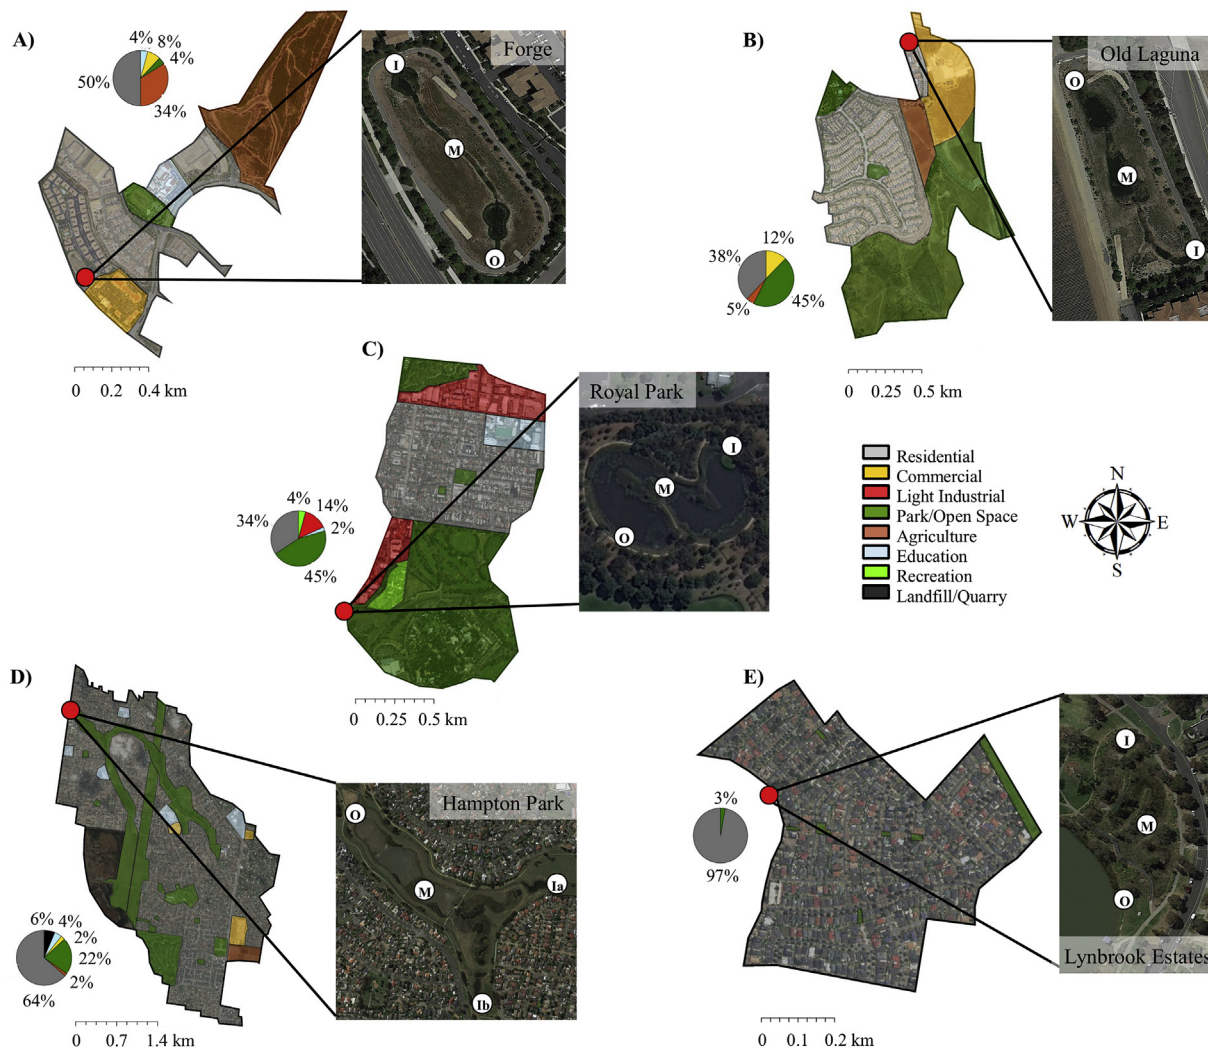 A)
4%
8%
4%
50%
34%
Forge
I
M
O
0 0.2 0.4 km
B)
Old Laguna
O
M
I
38%
12%
5%
45%
0 0.25 0.5 km
C)
Royal Park
I
M
O
4%
14%
34%
2%
45%
0 0.25 0.5 km
Residential
Commercial
Light Industrial
Park/Open Space
Agriculture
Education
Recreation
Landfill/Quarry
N
W E
S
D)
Hampton Park
O
M
Ia
Ib
6%
4%
2%
22%
2%
64%
0 0.7 1.4 km
E)
3%
97%
I
M
O
Lynbrook Estates
0 0.1 0.2 km